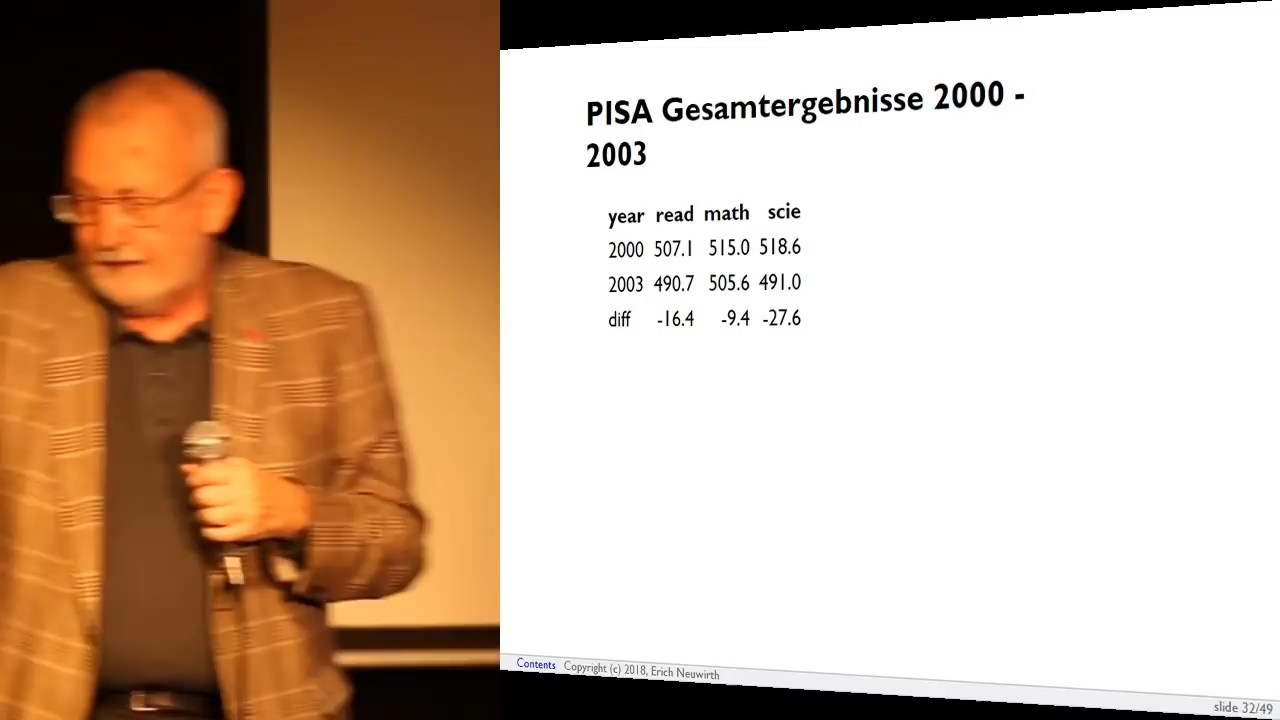 PISA Gesamtergebnisse 2000 -
2003
year read math scie
2000 507.1 515.0 518.6
2003 490.7 505.6 491.0
diff -16.4 -9.4 -27.6
Contents Copyright (c) 2018, Erich Neuwirth
slide 32/49